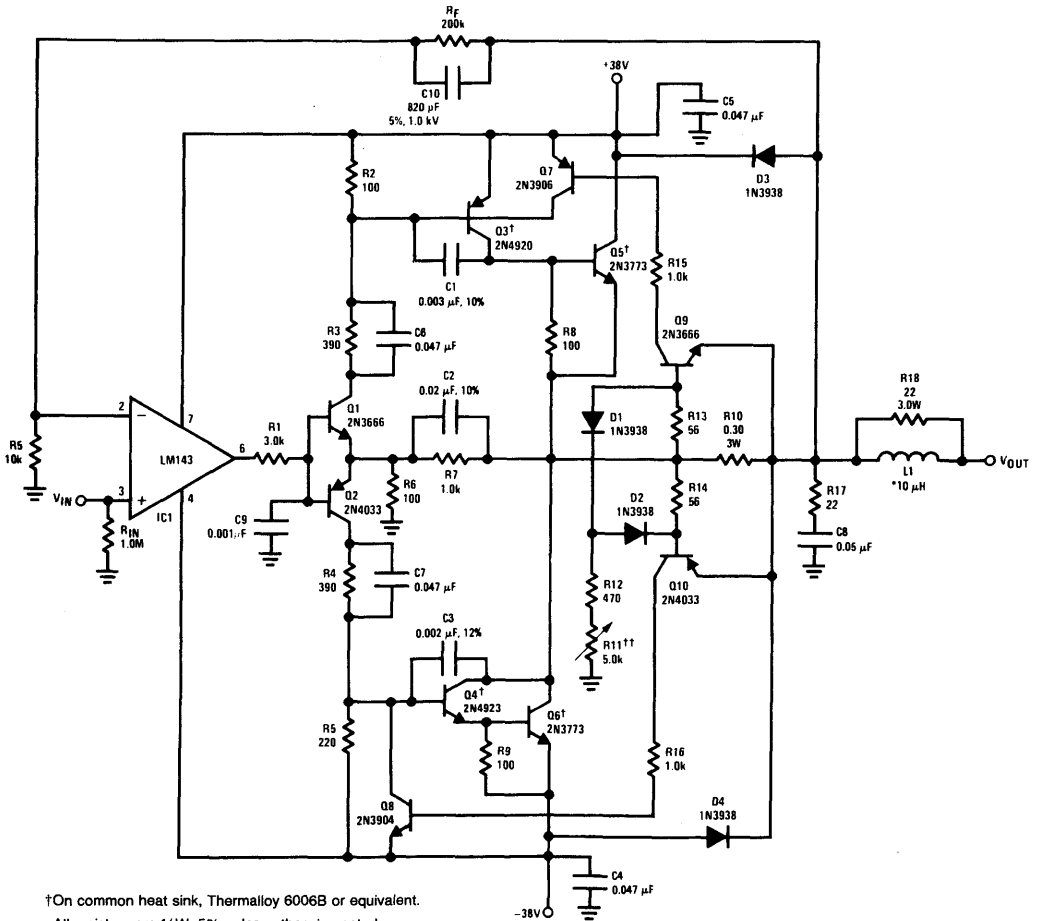 RF
200k
+38V
C10
820 µF
5%, 1.0 kV
C5
0.047 µF
R2
100
Q7
2N3906
D3
1N3938
Q3†
2N4920
Q5†
2N3773
R15
1.0k
C1
0.003 µF, 10%
R3
390
C6
0.047 µF
R8
100
Q9
2N3666
C2
0.02 µF, 10%
R18
22
3.0W
2
7
Q1
2N3666
D1
1N3938
R13
56
R10
0.30
3W
R5
10k
LM143
6
R1
3.0k
VOUT
R7
1.0k
L1
*10 µH
VIN
3
4
IC1
Q2
2N4033
R6
100
D2
1N3938
R14
56
R17
22
RIN
1.0M
C9
0.001µF
C8
0.05 µF
R4
390
C7
0.047 µF
R12
470
Q10
2N4033
C3
0.002 µF, 12%
R11††
5.0k
Q4†
2N4923
Q6†
2N3773
R5
220
R9
100
R16
1.0k
Q8
2N3904
D4
1N3938
C4
0.047 µF
†On common heat sink, Thermalloy 6006B or equivalent.
−38V